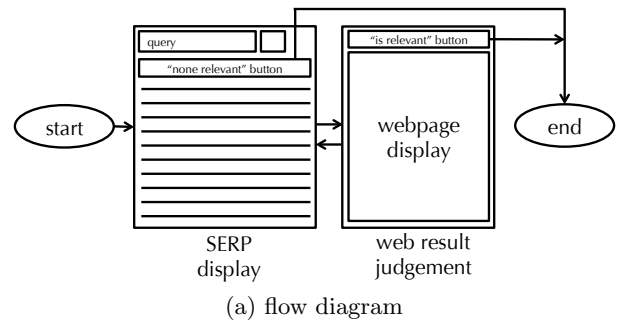 query
"none relevant" button
"is relevant" button
start
webpage
display
end
SERP
display
web result
judgement
(a) flow diagram